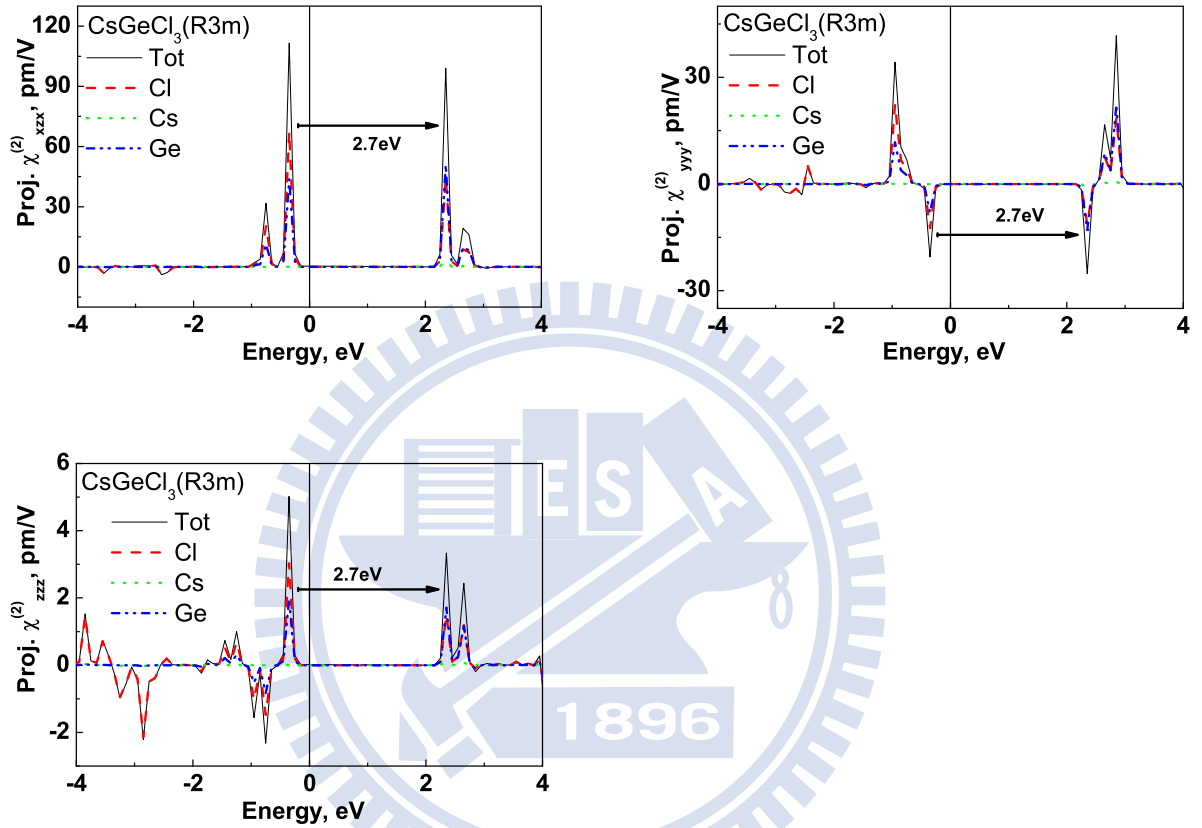 CsGeCl₃(R3m)
Tot
Cl
Cs
Ge
2.7eV
Proj. χ⁽²⁾ xzx, pm/V
120
90
60
30
0
-4 -2 0 2 4
Energy, eV
CsGeCl₃(R3m)
Tot
Cl
Cs
Ge
2.7eV
Proj. χ⁽²⁾ yyy, pm/V
30
0
-30
-4 -2 0 2 4
Energy, eV
CsGeCl₃(R3m)
Tot
Cl
Cs
Ge
2.7eV
Proj. χ⁽²⁾ zzz, pm/V
6
4
2
0
-2
-4 -2 0 2 4
Energy, eV
E S A
1896